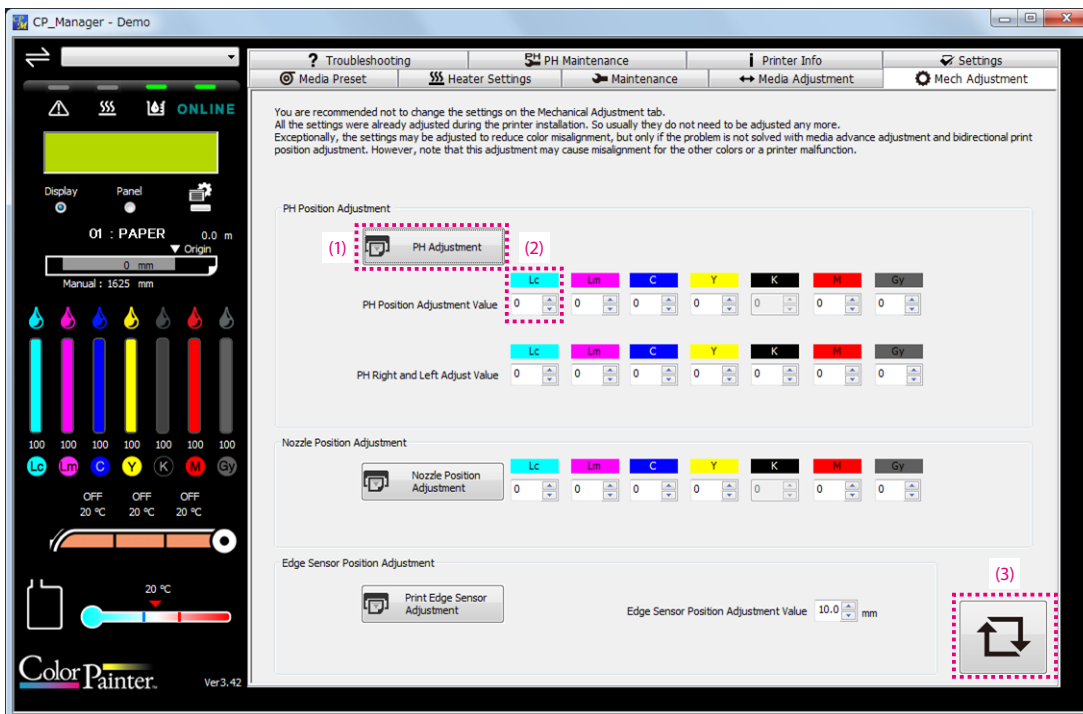 CP_Manager - Demo
? Troubleshooting
PH PH Maintenance
i Printer Info
Settings
Media Preset
Heater Settings
Maintenance
Media Adjustment
Mech Adjustment
ONLINE
Display
Panel
01 : PAPER
0.0 m
Origin
0 mm
Manual : 1625 mm
100 100 100 100 100 100 100
Lc Lm C Y K M Gy
OFF OFF OFF
20 ℃ 20 ℃ 20 ℃
20 ℃
Color Painter.
Ver3.42
You are recommended not to change the settings on the Mechanical Adjustment tab.
All the settings were already adjusted during the printer installation. So usually they do not need to be adjusted any more.
Exceptionally, the settings may be adjusted to reduce color misalignment, but only if the problem is not solved with media advance adjustment and bidirectional print
position adjustment. However, note that this adjustment may cause misalignment for the other colors or a printer malfunction.
PH Position Adjustment
(1)
PH Adjustment
(2)
Lc Lm C Y K M Gy
PH Position Adjustment Value 0 0 0 0 0 0 0
Lc Lm C Y K M Gy
PH Right and Left Adjust Value 0 0 0 0 0 0 0
Nozzle Position Adjustment
Nozzle Position
Adjustment
Lc Lm C Y K M Gy
0 0 0 0 0 0 0
Edge Sensor Position Adjustment
Print Edge Sensor
Adjustment
Edge Sensor Position Adjustment Value 10.0 mm
(3)